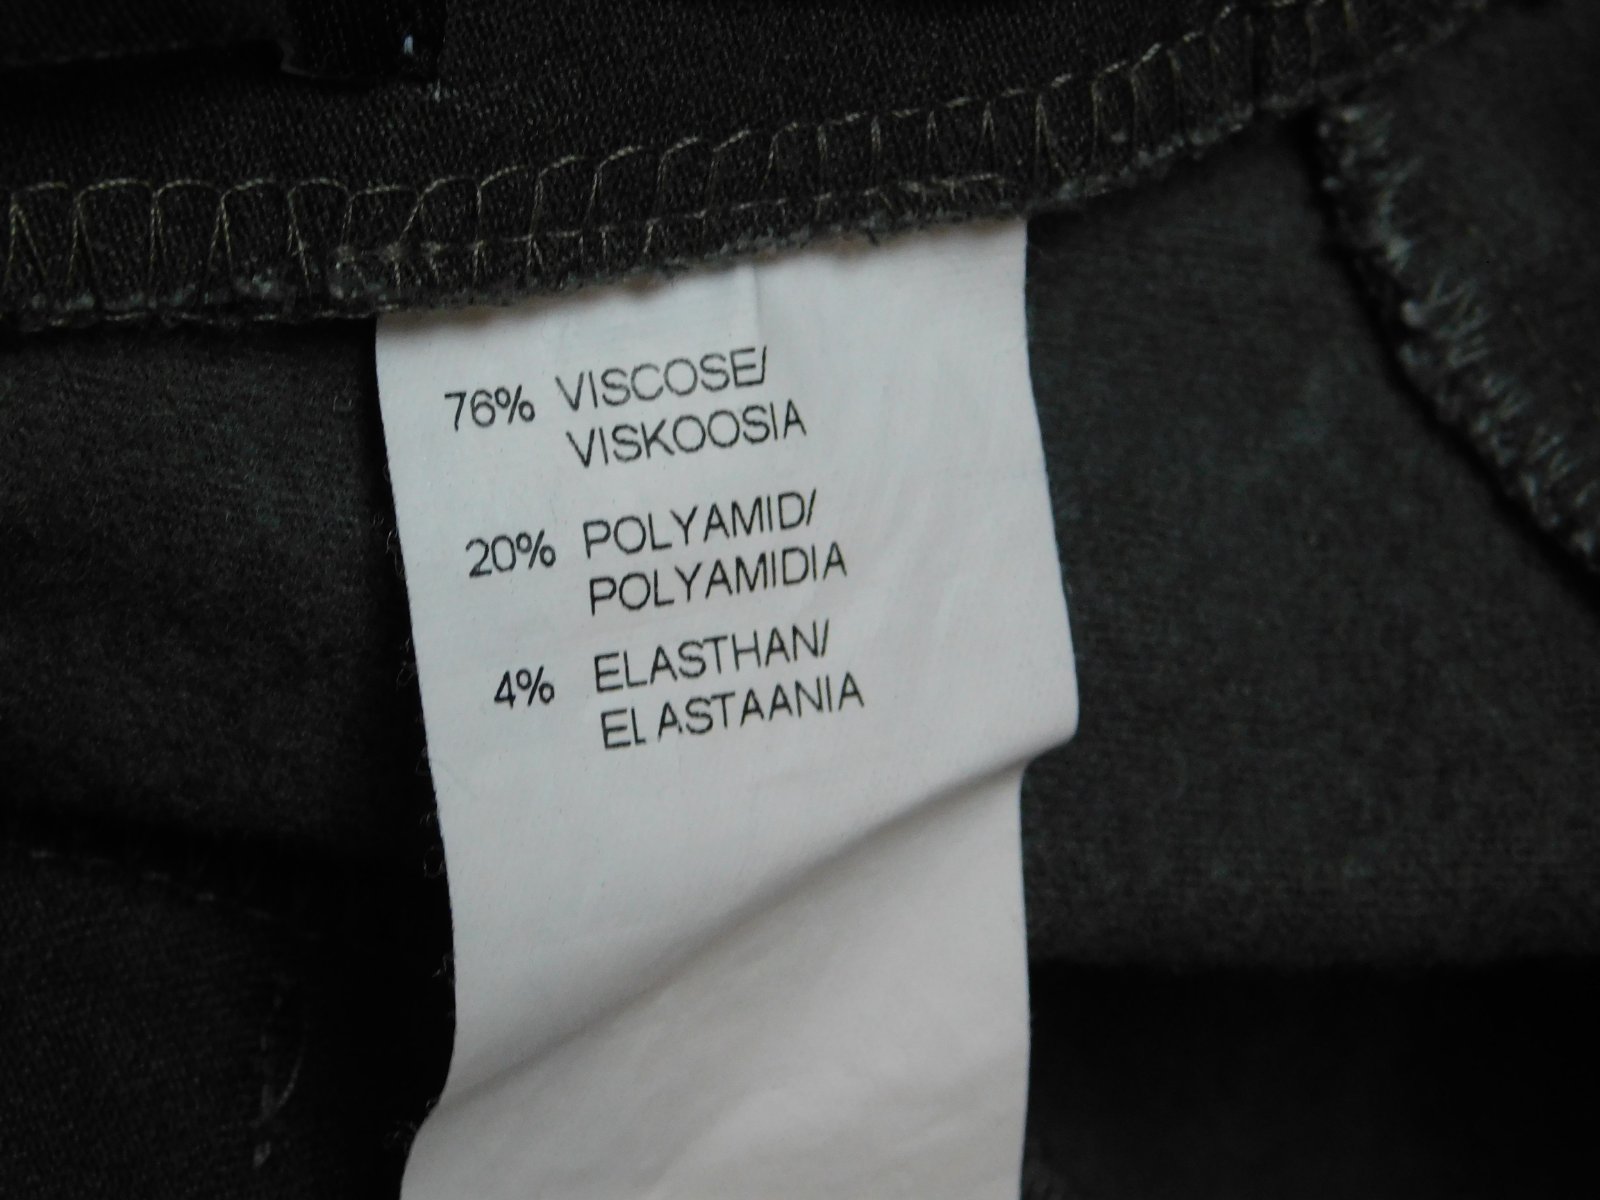 76% VISCOSE/
VISKOOSIA
20% POLYAMID/
POLYAMIDIA
4% ELASTHAN/
ELASTAANIA